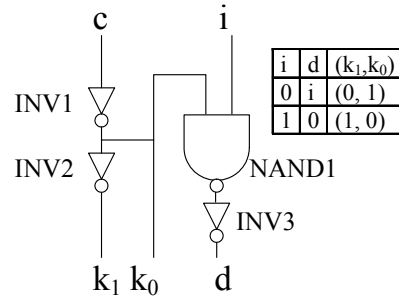 c
i
INV1
INV2
NAND1
INV3
k₁
k₀
d
i d (k₁,k₀)
0 i (0, 1)
1 0 (1, 0)